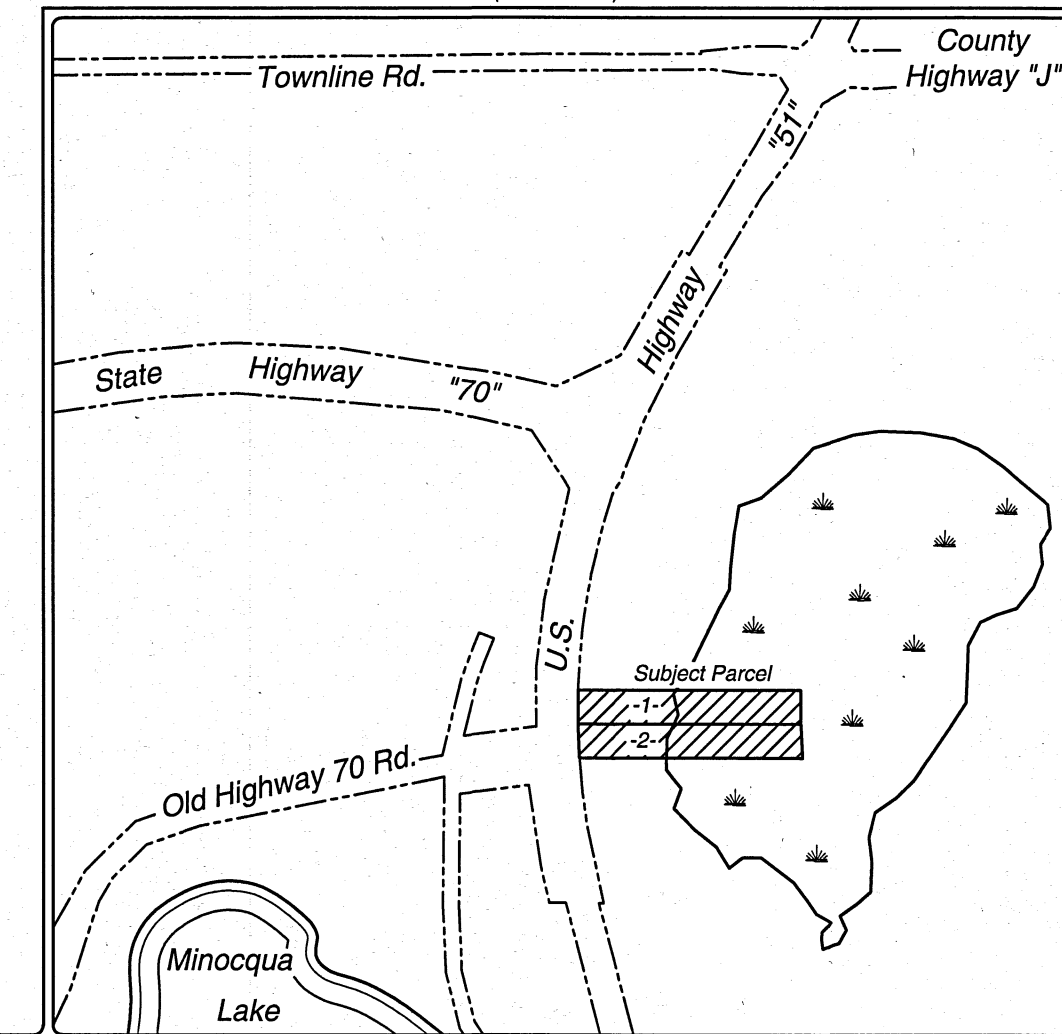 County
Highway "J"
Townline Rd.
"51"
Highway
State Highway "70"
U.S.
Subject Parcel
-1-
-2-
Old Highway 70 Rd.
Minocqua
Lake